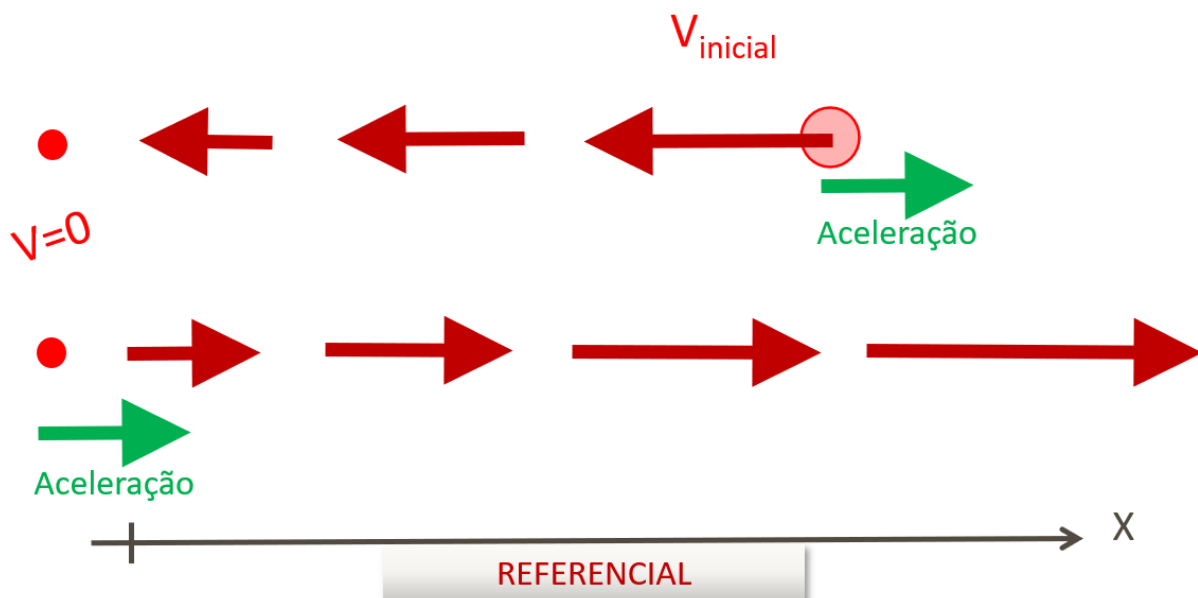 Vinicial
Aceleração
V=0
Aceleração
X
REFERENCIAL